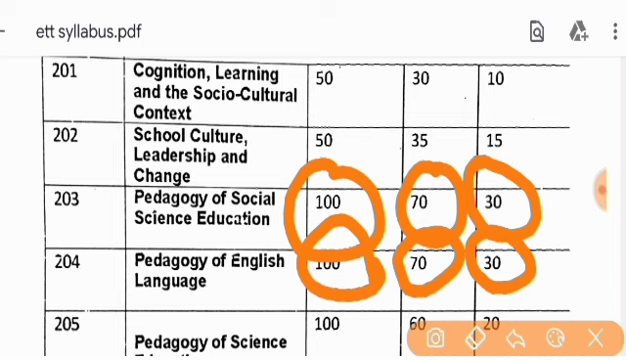 ett syllabus.pdf
201 Cognition, Learning 50 30 10
and the Socio-Cultural
Context
202 School Culture, 50 35 15
Leadership and
Change
203 Pedagogy of Social 100 70 30
Science Education
204 Pedagogy of English 100 70 30
Language
205 100 60 20
Pedagogy of Science